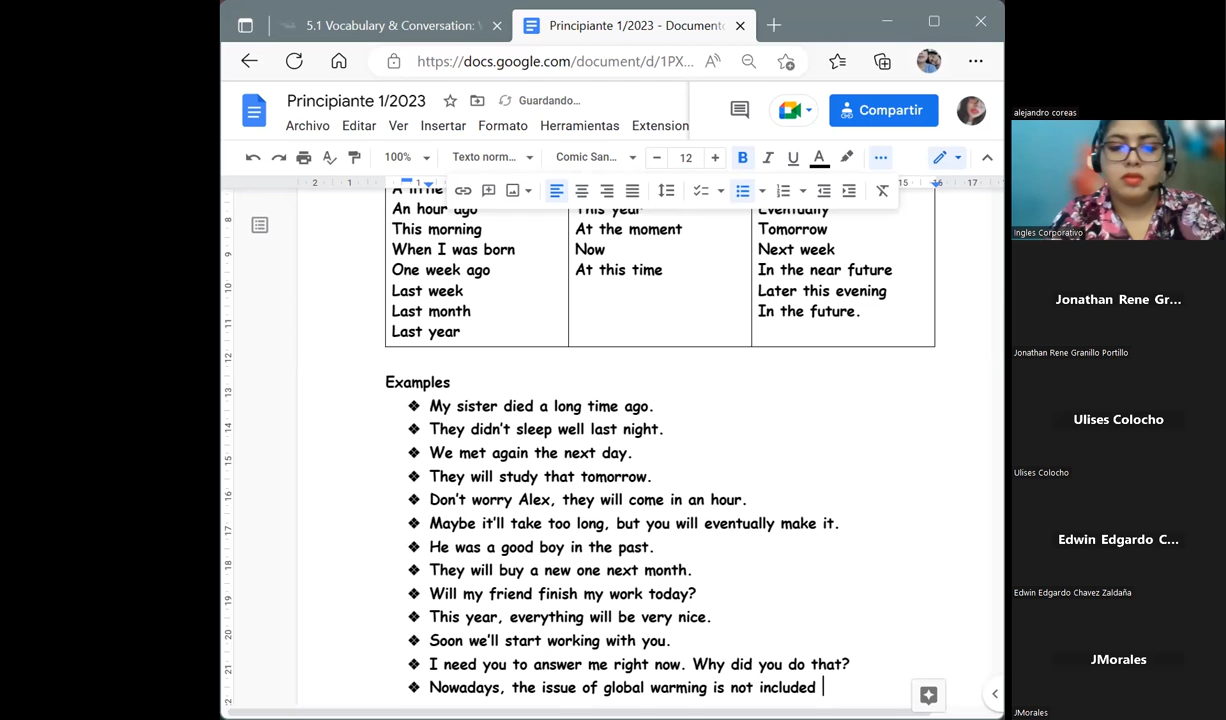 5.1 Vocabulary & Conversation:
Principiante 1/2023 - Documento
https://docs.google.com/document/d/1PX...
Principiante 1/2023
Guardando...
Compartir
Archivo Editar Ver Insertar Formato Herramientas Extension
100% Texto norm... Comic San... 12
2 1 1 15 16 17
An hour ago
This morning
When I was born
One week ago
Last week
Last month
Last year
This year
At the moment
Now
At this time
Eventually
Tomorrow
Next week
In the near future
Later this evening
In the future.
Examples
❖ My sister died a long time ago.
❖ They didn't sleep well last night.
❖ We met again the next day.
❖ They will study that tomorrow.
❖ Don't worry Alex, they will come in an hour.
❖ Maybe it'll take too long, but you will eventually make it.
❖ He was a good boy in the past.
❖ They will buy a new one next month.
❖ Will my friend finish my work today?
❖ This year, everything will be very nice.
❖ Soon we'll start working with you.
❖ I need you to answer me right now. Why did you do that?
❖ Nowadays, the issue of global warming is not included
alejandro coreas
Ingles Corporativo
Jonathan Rene Gr...
Jonathan Rene Granillo Portillo
Ulises Colocho
Ulises Colocho
Edwin Edgardo C...
Edwin Edgardo Chavez Zaldaña
JMorales
JMorales